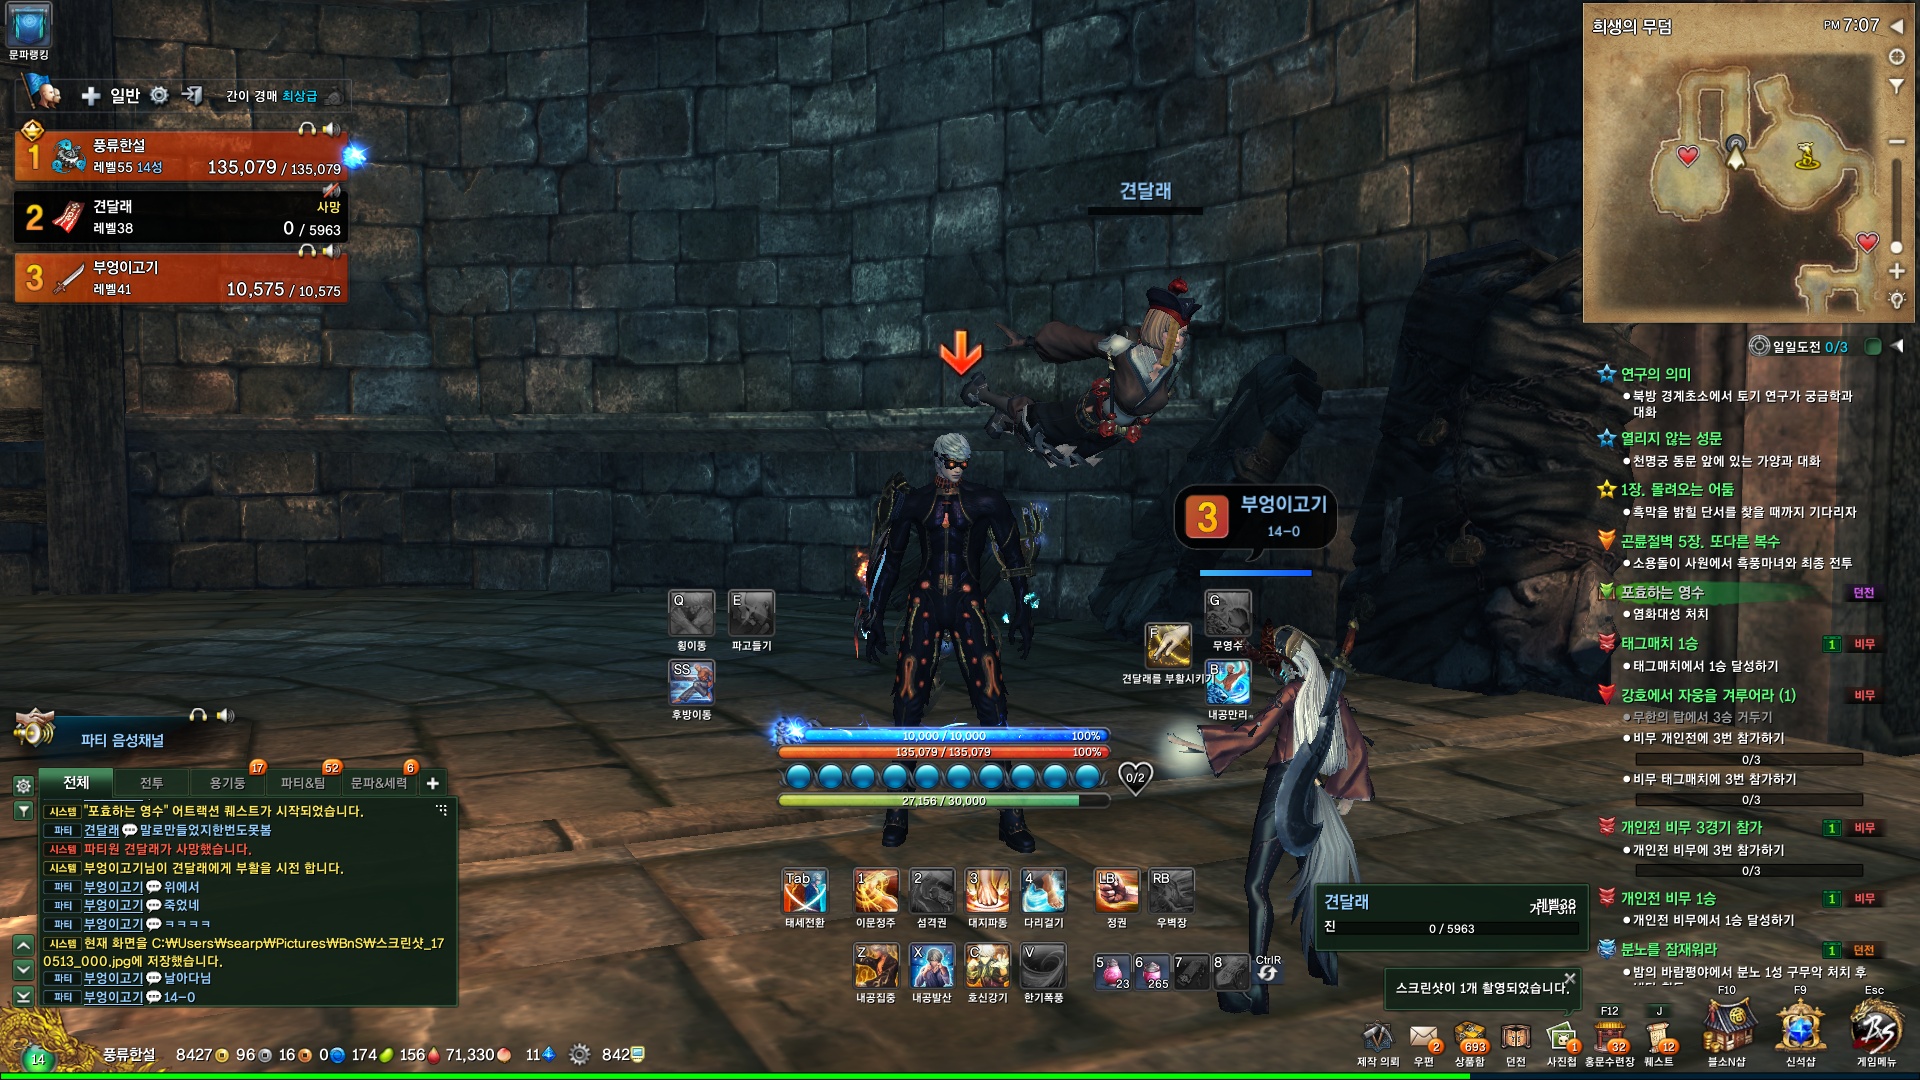 문파랭킹
일반
간이 경매 최상급
1 풍류한설
레벨55 14성 135,079 / 135,079
2 견달래 사망
레벨38 0 / 5963
3 부엉이고기
레벨41 10,575 / 10,575
견달래
희생의 무덤 PM 7:07
일일도전 0/3
연구의 의미
북방 경계초소에서 토기 연구가 궁금학과
대화
열리지 않는 성문
천명궁 동문 앞에 있는 가양과 대화
1장. 몰려오는 어둠
흑막을 밝힐 단서를 찾을 때까지 기다리자
곤륜절벽 5장. 또다른 복수
소용돌이 사원에서 흑풍마녀와 최종 전투
포효하는 영수 던전
염화대성 처치
태그매치 1승 1 비무
태그매치에서 1승 달성하기
강호에서 자웅을 겨루어라 (1) 비무
무한의 탑에서 3승 거두기
비무 개인전에 3번 참가하기
0/3
비무 태그매치에 3번 참가하기
0/3
개인전 비무 3경기 참가 1 비무
개인전 비무에 3번 참가하기
0/3
개인전 비무 1승 1 비무
개인전 비무에서 1승 달성하기
분노를 잠재워라 1 던전
밤의 바람평야에서 분노 1성 구무악 처치 후
3 부엉이고기
14-0
Q E
횡이동 파고들기
SS
후방이동
G
무영수
F
견달래를 부활시키기
B
내공만리
10,000 / 10,000 100%
135,079 / 135,079 100%
0/2
27,156 / 30,000
Tab 1 2 3 4 LB RB
태세전환 이문정주 섬격권 대지파동 다리걸기 정권 우벽장
Z X C V
내공집중 내공발산 호신강기 한기폭풍
5 23 6 265 7 8 CtrlR
파티 음성채널
전체 전투 용기둥 17 파티&팀 52 문파&세력 6
시스템 "포효하는 영수" 어트랙션 퀘스트가 시작되었습니다.
파티 견달래 말로만들었지한번도못봄
시스템 파티원 견달래가 사망했습니다.
시스템 부엉이고기님이 견달래에게 부활을 시전 합니다.
파티 부엉이고기 위에서
파티 부엉이고기 죽었네
파티 부엉이고기 ㅋㅋㅋㅋ
시스템 현재 화면을 C:￦Users￦searp￦Pictures￦BnS￦스크린샷_17
0513_000.jpg에 저장했습니다.
파티 부엉이고기 날아다님
파티 부엉이고기 14-0
견달래 레벨38
거리 3m
진 0 / 5963
스크린샷이 1개 촬영되었습니다.
14 풍류한설 8427 96 16 0 174 156 71,330 11 842
제작 의뢰
2 우편
693 상품함
던전
1 사진첩
F12 32 홍문수련장
J 12 퀘스트
F10 블소N샵
F9 신석샵
Esc BS 게임메뉴